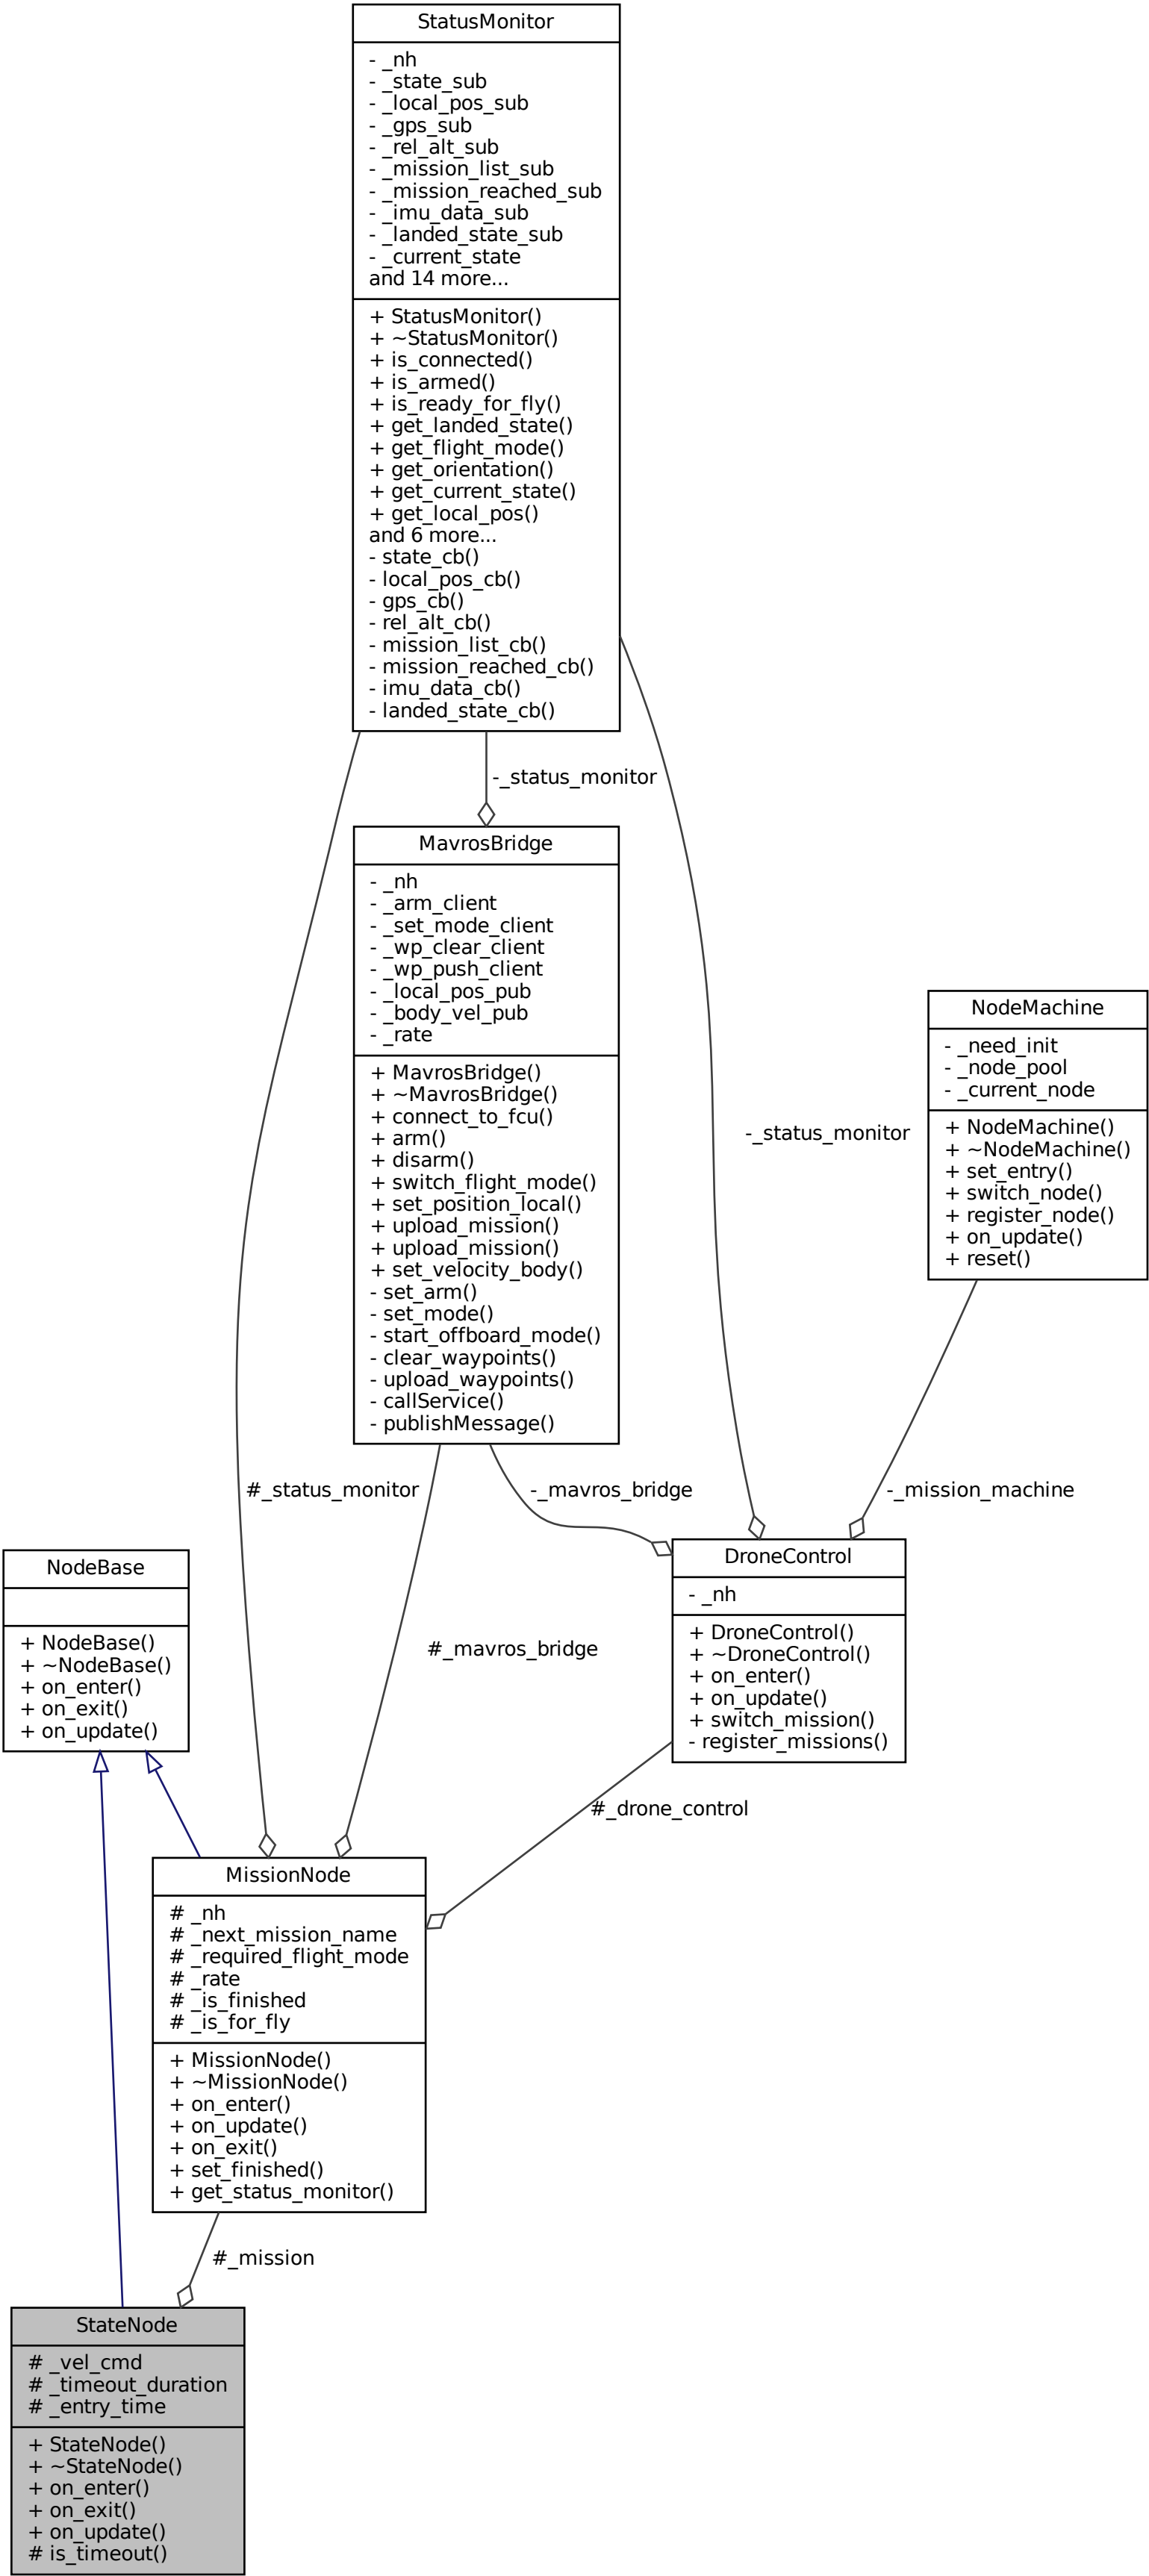 StatusMonitor
- _nh
- _state_sub
- _local_pos_sub
- _gps_sub
- _rel_alt_sub
- _mission_list_sub
- _mission_reached_sub
- _imu_data_sub
- _landed_state_sub
- _current_state
and 14 more...
+ StatusMonitor()
+ ~StatusMonitor()
+ is_connected()
+ is_armed()
+ is_ready_for_fly()
+ get_landed_state()
+ get_flight_mode()
+ get_orientation()
+ get_current_state()
+ get_local_pos()
and 6 more...
- state_cb()
- local_pos_cb()
- gps_cb()
- rel_alt_cb()
- mission_list_cb()
- mission_reached_cb()
- imu_data_cb()
- landed_state_cb()
-_status_monitor
MavrosBridge
- _nh
- _arm_client
- _set_mode_client
- _wp_clear_client
- _wp_push_client
- _local_pos_pub
- _body_vel_pub
- _rate
+ MavrosBridge()
+ ~MavrosBridge()
+ connect_to_fcu()
+ arm()
+ disarm()
+ switch_flight_mode()
+ set_position_local()
+ upload_mission()
+ upload_mission()
+ set_velocity_body()
- set_arm()
- set_mode()
- start_offboard_mode()
- clear_waypoints()
- upload_waypoints()
- callService()
- publishMessage()
-_status_monitor
NodeMachine
- _need_init
- _node_pool
- _current_node
+ NodeMachine()
+ ~NodeMachine()
+ set_entry()
+ switch_node()
+ register_node()
+ on_update()
+ reset()
#_status_monitor
-_mavros_bridge
-_mission_machine
NodeBase
+ NodeBase()
+ ~NodeBase()
+ on_enter()
+ on_exit()
+ on_update()
#_mavros_bridge
DroneControl
- _nh
+ DroneControl()
+ ~DroneControl()
+ on_enter()
+ on_update()
+ switch_mission()
- register_missions()
#_drone_control
MissionNode
# _nh
# _next_mission_name
# _required_flight_mode
# _rate
# _is_finished
# _is_for_fly
+ MissionNode()
+ ~MissionNode()
+ on_enter()
+ on_update()
+ on_exit()
+ set_finished()
+ get_status_monitor()
#_mission
StateNode
# _vel_cmd
# _timeout_duration
# _entry_time
+ StateNode()
+ ~StateNode()
+ on_enter()
+ on_exit()
+ on_update()
# is_timeout()